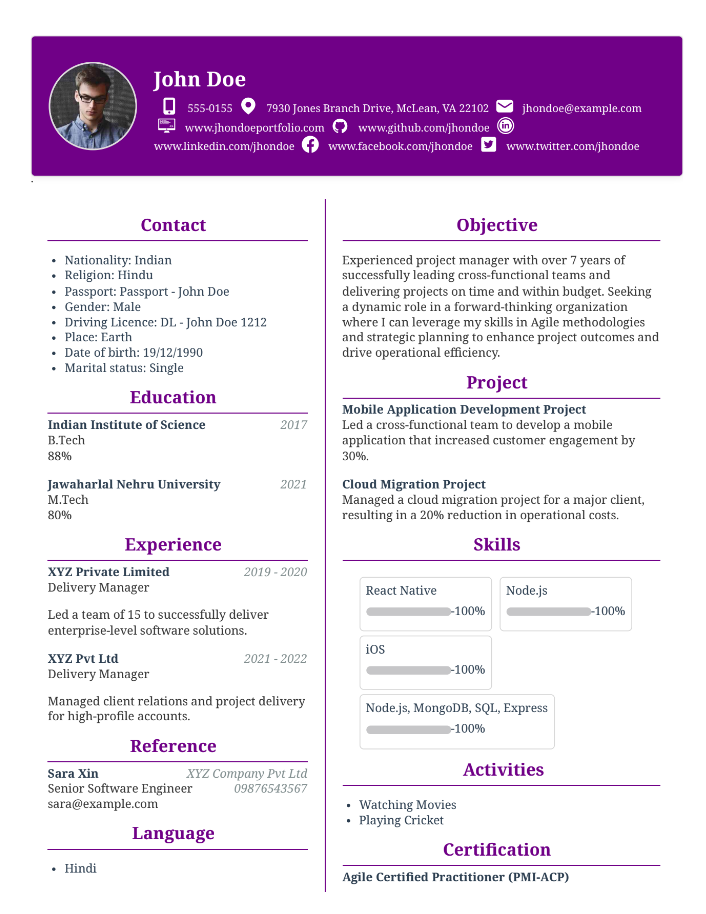 John Doe
555-0155 7930 Jones Branch Drive, McLean, VA 22102 jhondoe@example.com
www.jhondoeportfolio.com www.github.com/jhondoe
www.linkedin.com/jhondoe www.facebook.com/jhondoe www.twitter.com/jhondoe
Contact
• Nationality: Indian
• Religion: Hindu
• Passport: Passport - John Doe
• Gender: Male
• Driving Licence: DL - John Doe 1212
• Place: Earth
• Date of birth: 19/12/1990
• Marital status: Single
Education
Indian Institute of Science 2017
B.Tech
88%
Jawaharlal Nehru University 2021
M.Tech
80%
Experience
XYZ Private Limited 2019 - 2020
Delivery Manager
Led a team of 15 to successfully deliver
enterprise-level software solutions.
XYZ Pvt Ltd 2021 - 2022
Delivery Manager
Managed client relations and project delivery
for high-profile accounts.
Reference
Sara Xin XYZ Company Pvt Ltd
Senior Software Engineer 09876543567
sara@example.com
Language
• Hindi
Objective
Experienced project manager with over 7 years of
successfully leading cross-functional teams and
delivering projects on time and within budget. Seeking
a dynamic role in a forward-thinking organization
where I can leverage my skills in Agile methodologies
and strategic planning to enhance project outcomes and
drive operational efficiency.
Project
Mobile Application Development Project
Led a cross-functional team to develop a mobile
application that increased customer engagement by
30%.
Cloud Migration Project
Managed a cloud migration project for a major client,
resulting in a 20% reduction in operational costs.
Skills
React Native
-100%
Node.js
-100%
iOS
-100%
Node.js, MongoDB, SQL, Express
-100%
Activities
• Watching Movies
• Playing Cricket
Certification
Agile Certified Practitioner (PMI-ACP)